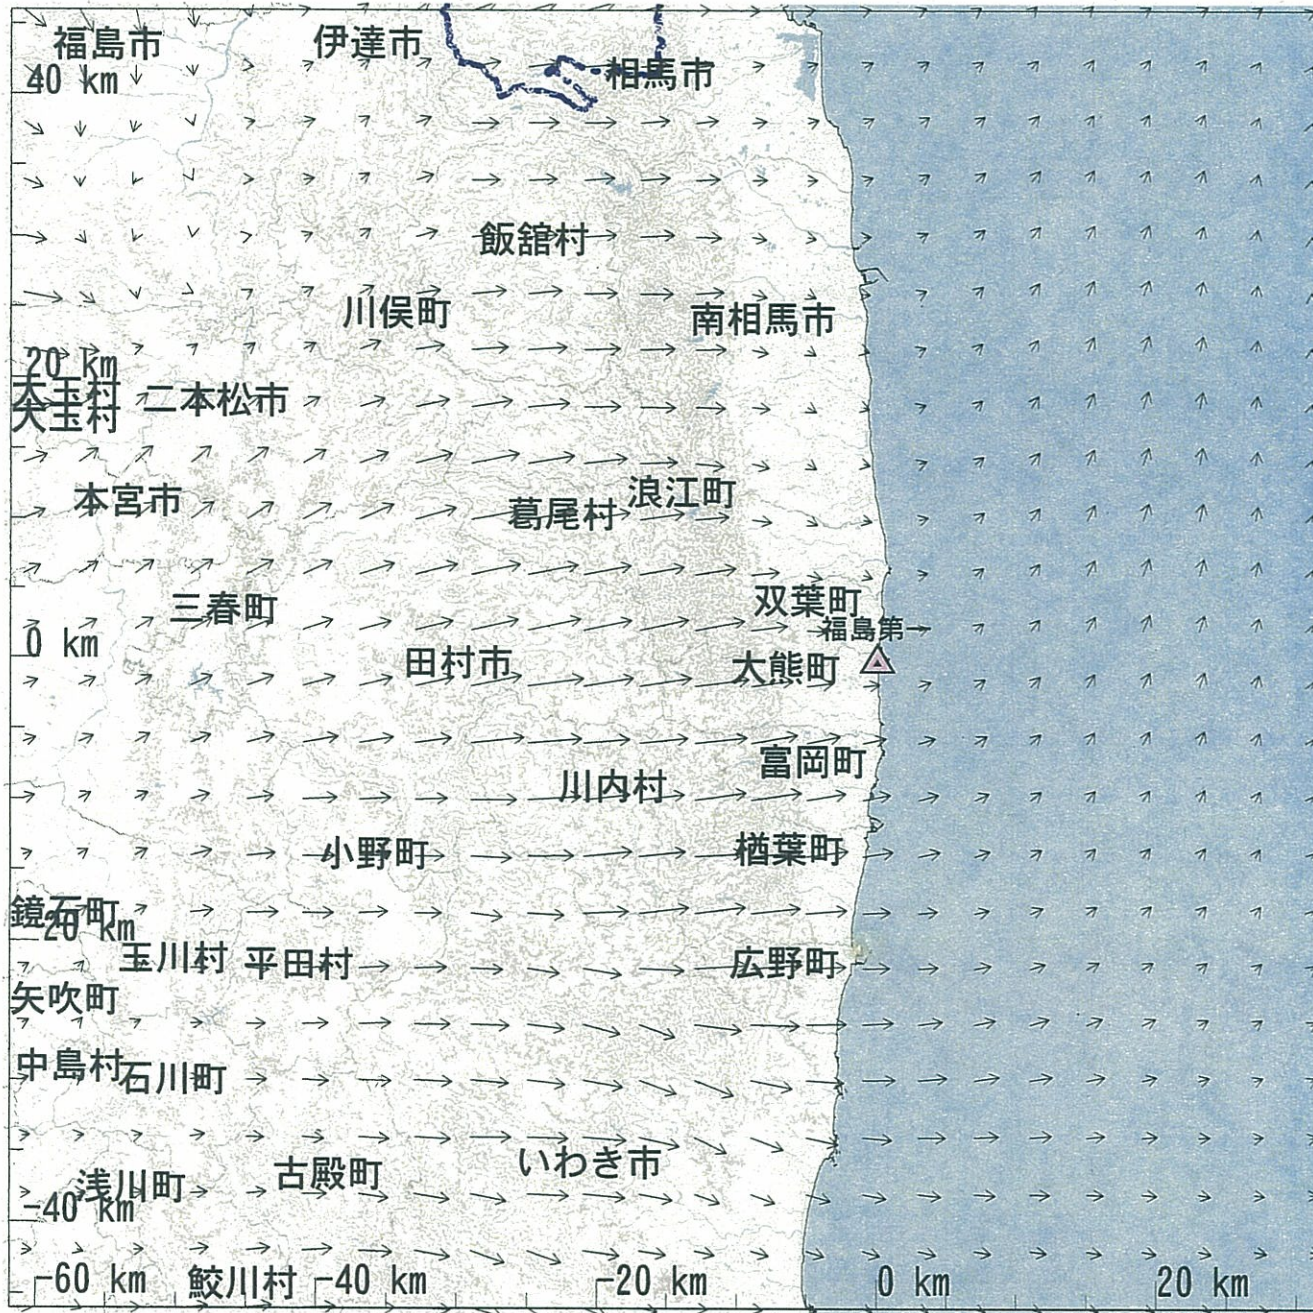 福島市
伊達市
相馬市
40 km
飯舘村
川俣町
南相馬市
20 km
大玉村
二本松市
大玉村
本宮市
浪江町
葛尾村
双葉町
三春町
福島第一
0 km
田村市
大熊町
富岡町
川内村
小野町
楢葉町
鏡石町
-20 km
玉川村
平田村
広野町
矢吹町
中島村
石川町
いわき市
古殿町
浅川町
-40 km
-60 km
鮫川村
-40 km
-20 km
0 km
20 km